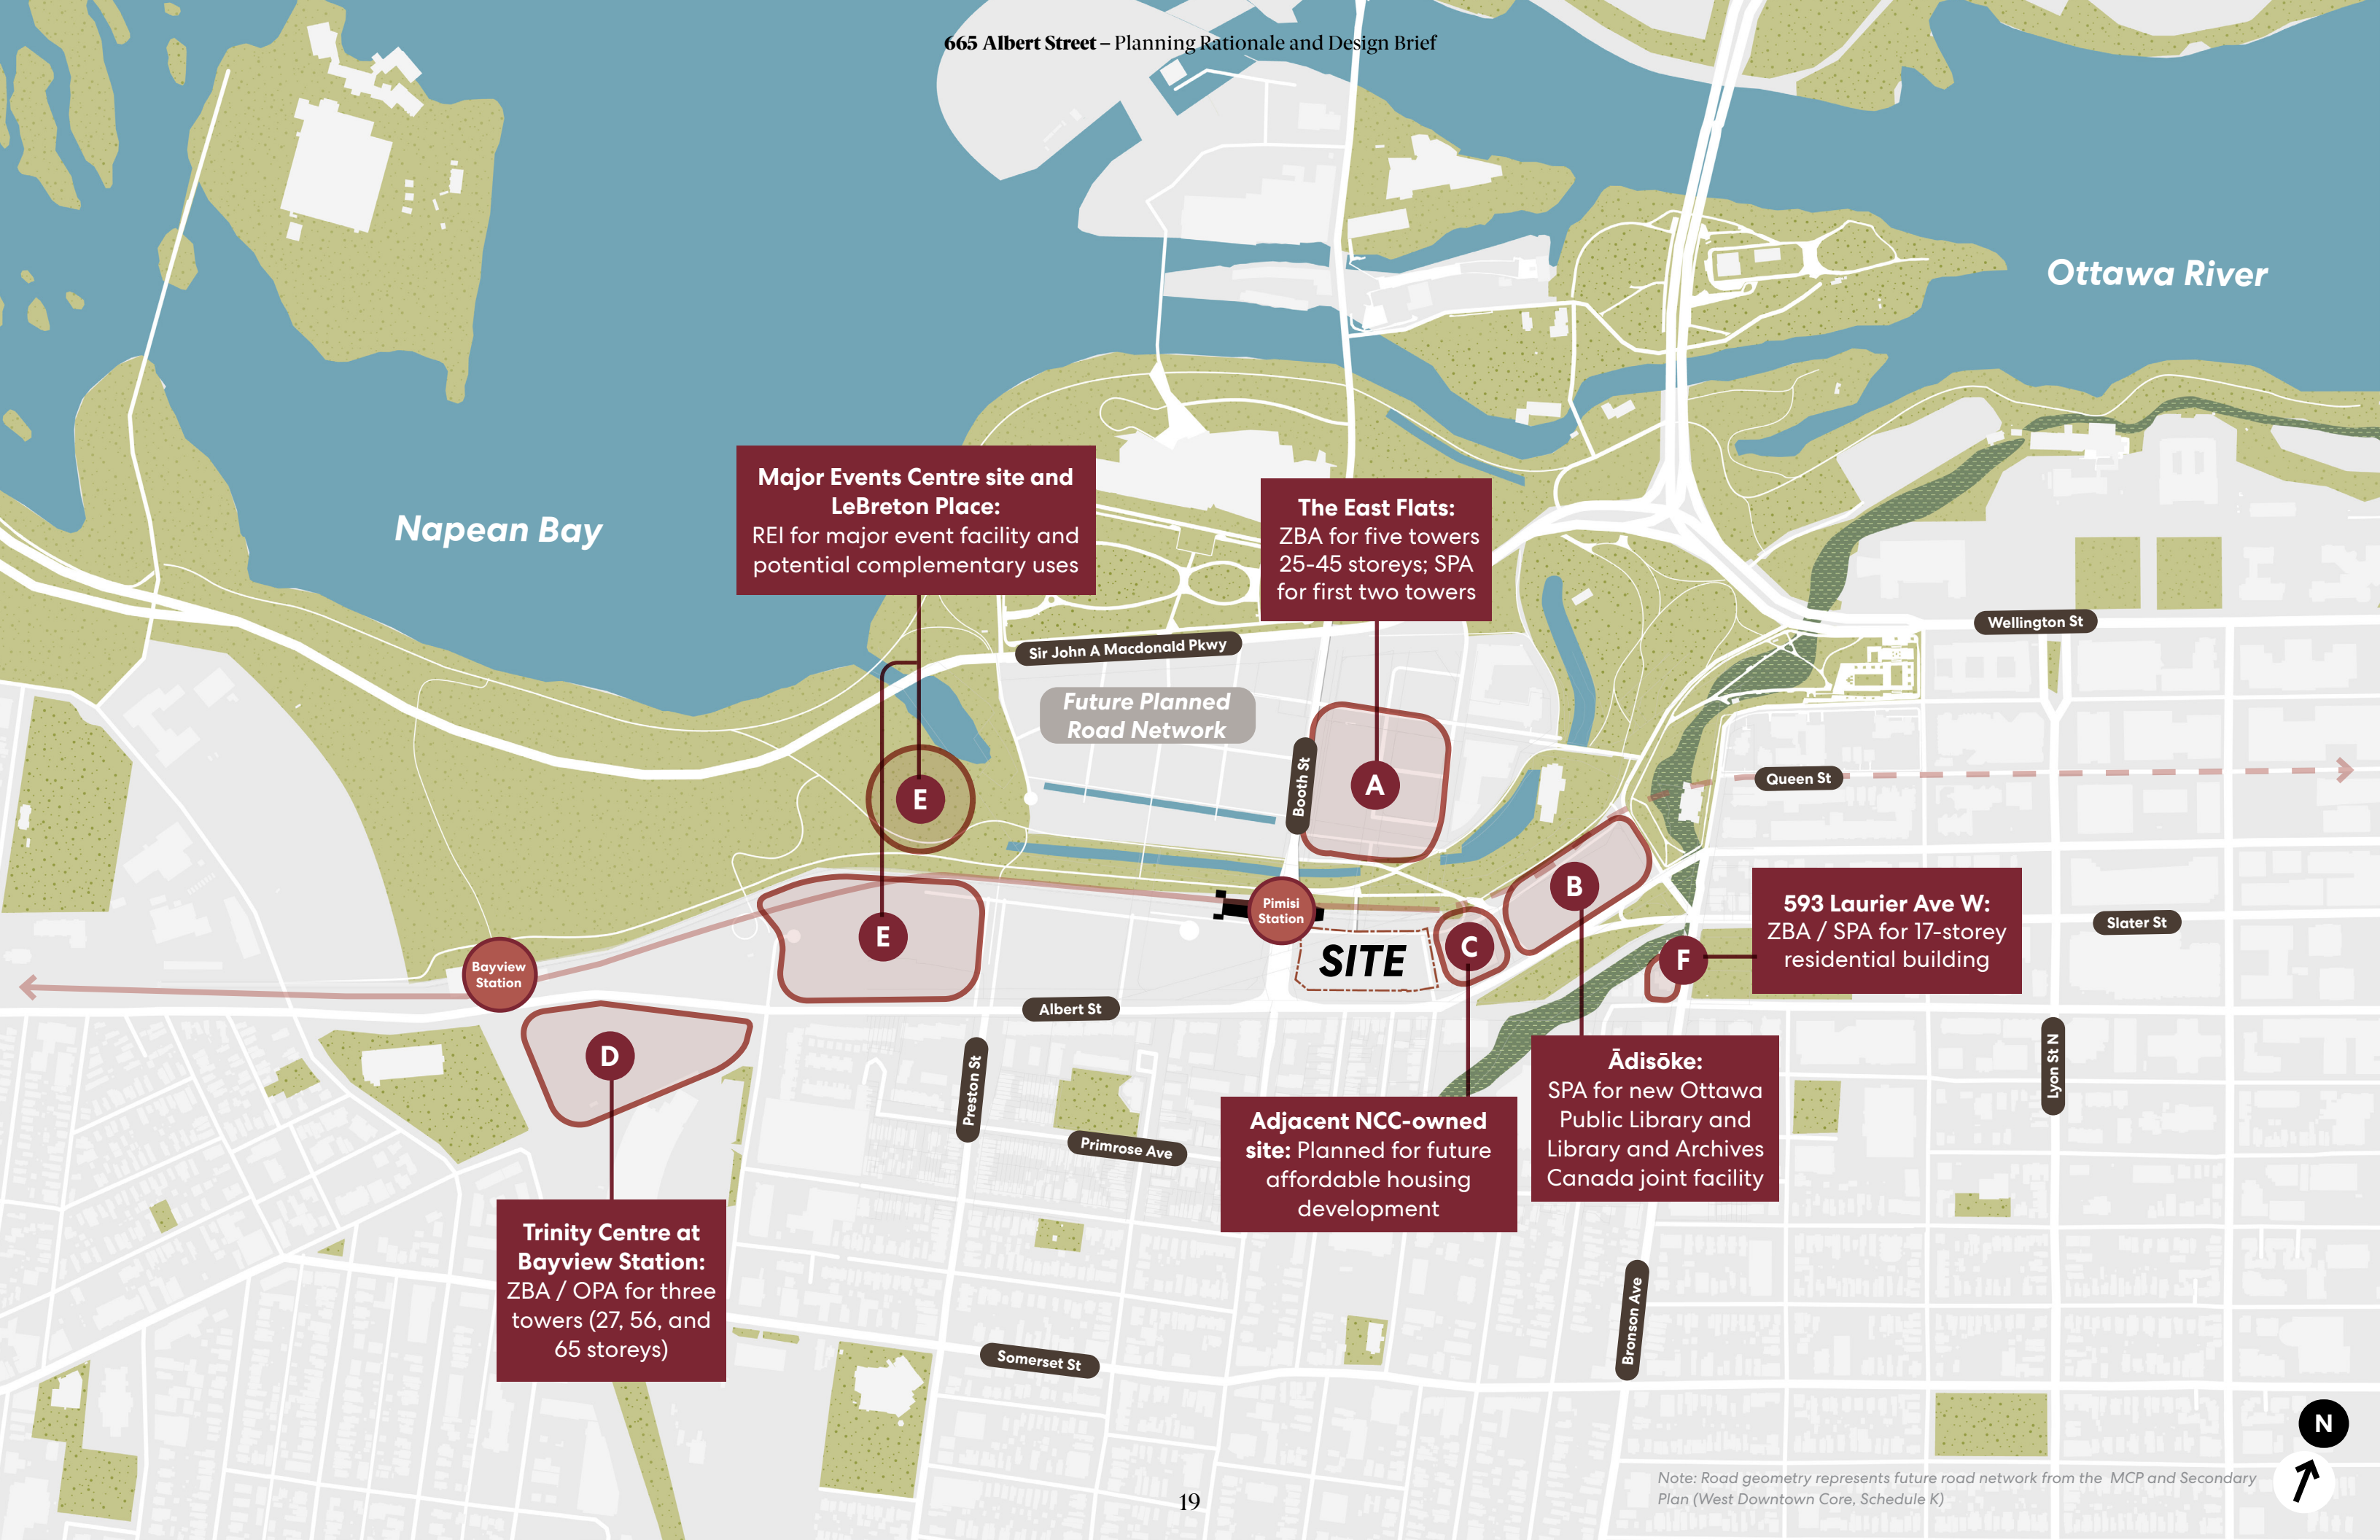 665 Albert Street – Planning Rationale and Design Brief
Ottawa River
Napean Bay
Major Events Centre site and
LeBreton Place:
REI for major event facility and
potential complementary uses
The East Flats:
ZBA for five towers
25-45 storeys; SPA
for first two towers
Wellington St
Sir John A Macdonald Pkwy
Future Planned
Road Network
Booth St
Queen St
A
E
B
593 Laurier Ave W:
ZBA / SPA for 17-storey
residential building
Slater St
Pimisi
Station
E
C
SITE
F
Bayview
Station
Albert St
D
Preston St
Primrose Ave
Lyon St N
Ādisōke:
SPA for new Ottawa
Public Library and
Library and Archives
Canada joint facility
Adjacent NCC-owned
site: Planned for future
affordable housing
development
Trinity Centre at
Bayview Station:
ZBA / OPA for three
towers (27, 56, and
65 storeys)
Somerset St
Bronson Ave
N
Note: Road geometry represents future road network from the MCP and Secondary
Plan (West Downtown Core, Schedule K)
19